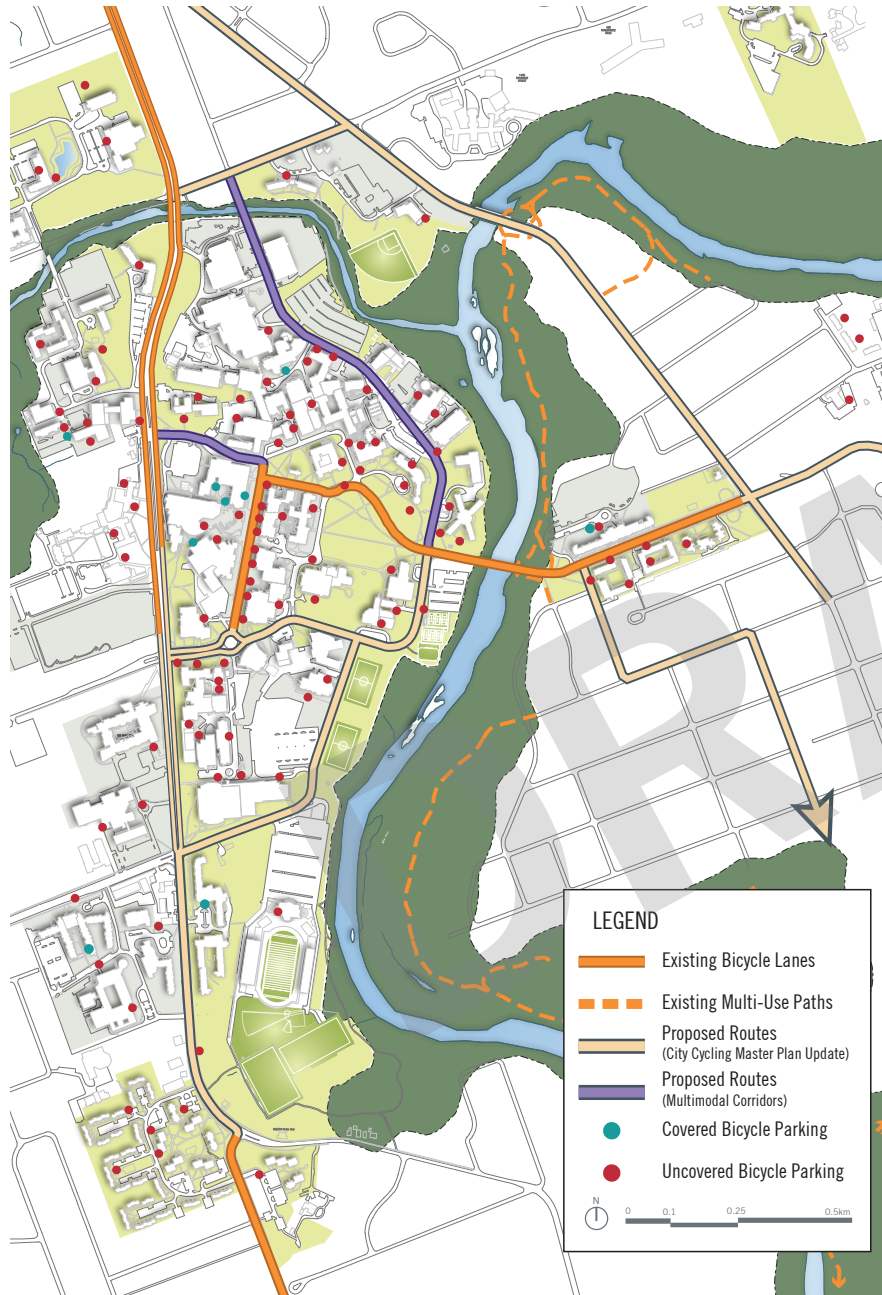 DRA
LEGEND
Existing Bicycle Lanes
Existing Multi-Use Paths
Proposed Routes
(City Cycling Master Plan Update)
Proposed Routes
(Multimodal Corridors)
Covered Bicycle Parking
Uncovered Bicycle Parking
N
0 0.1 0.25 0.5km